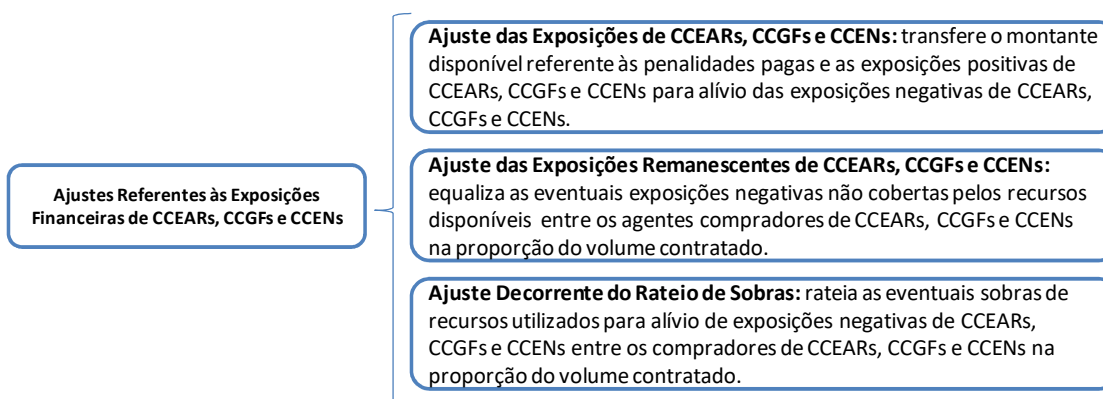 Ajuste das Exposições de CCEARs, CCGFs e CCENs: transfere o montante
disponível referente às penalidades pagas e as exposições positivas de
CCEARs, CCGFs e CCENs para alívio das exposições negativas de CCEARs,
CCGFs e CCENs.
Ajustes Referentes às Exposições
Financeiras de CCEARs, CCGFs e CCENs
Ajuste das Exposições Remanescentes de CCEARs, CCGFs e CCENs:
equaliza as eventuais exposições negativas não cobertas pelos recursos
disponíveis entre os agentes compradores de CCEARs, CCGFs e CCENs
na proporção do volume contratado.
Ajuste Decorrente do Rateio de Sobras: rateia as eventuais sobras de
recursos utilizados para alívio de exposições negativas de CCEARs,
CCGFs e CCENs entre os compradores de CCEARs, CCGFs e CCENs na
proporção do volume contratado.